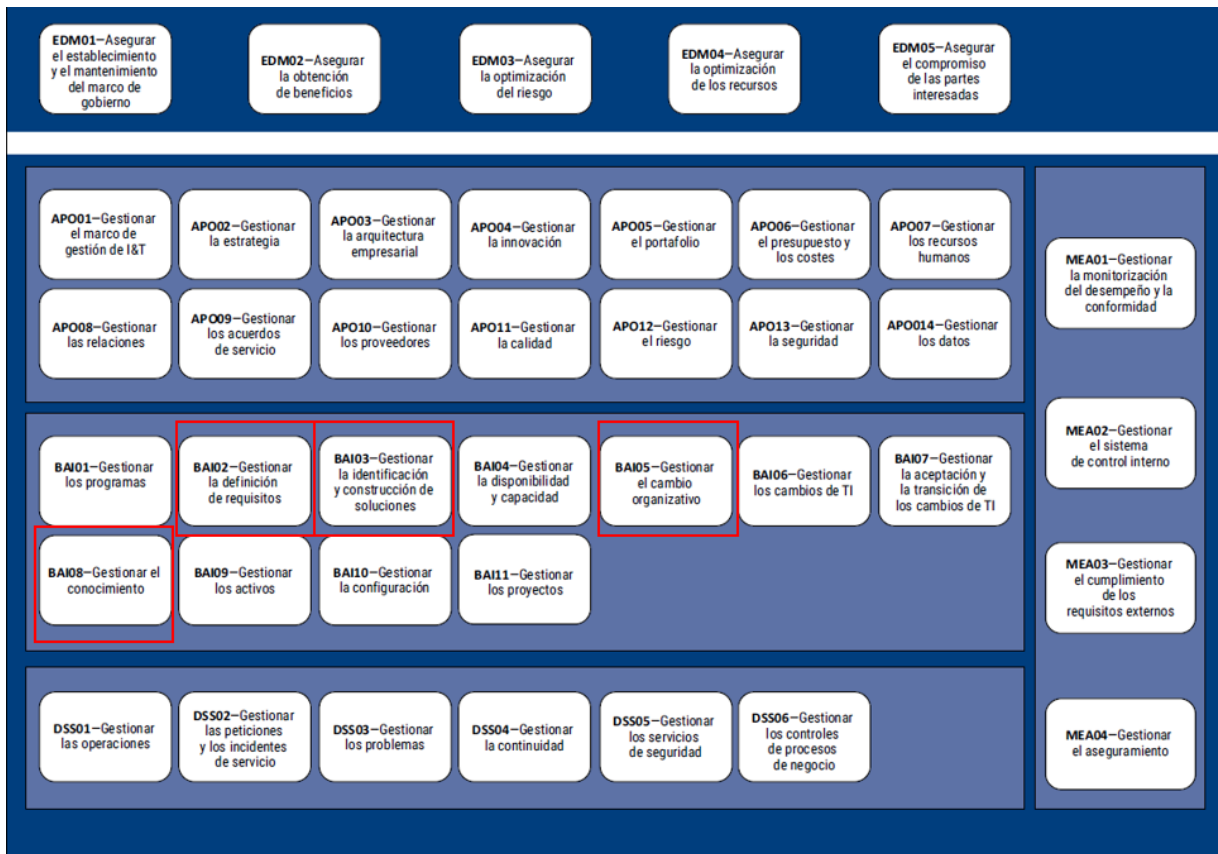 EDM01—Asegurar
el establecimiento
y el mantenimiento
del marco de
gobierno
EDM02—Asegurar
la obtención
de beneficios
EDM03—Asegurar
la optimización
del riesgo
EDM04—Asegurar
la optimización
de los recursos
EDM05—Asegurar
el compromiso
de las partes
interesadas
APO01—Gestionar
el marco de
gestión de I&T
APO02—Gestionar
la estrategia
APO03—Gestionar
la arquitectura
empresarial
APO04—Gestionar
la innovación
APO05—Gestionar
el portafolio
APO06—Gestionar
el presupuesto y
los costes
APO07—Gestionar
los recursos
humanos
APO08—Gestionar
las relaciones
APO09—Gestionar
los acuerdos
de servicio
APO10—Gestionar
los proveedores
APO11—Gestionar
la calidad
APO12—Gestionar
el riesgo
APO13—Gestionar
la seguridad
APO014—Gestionar
los datos
BAI01—Gestionar
los programas
BAI02—Gestionar
la definición
de requisitos
BAI03—Gestionar
la identificación
y construcción de
soluciones
BAI04—Gestionar
la disponibilidad
y capacidad
BAI05—Gestionar
el cambio
organizativo
BAI06—Gestionar
los cambios de TI
BAI07—Gestionar
la aceptación y
la transición de
los cambios de TI
BAI08—Gestionar el
conocimiento
BAI09—Gestionar
los activos
BAI10—Gestionar
la configuración
BAI11—Gestionar
los proyectos
DSS01—Gestionar
las operaciones
DSS02—Gestionar
las peticiones
y los incidentes
de servicio
DSS03—Gestionar
los problemas
DSS04—Gestionar
la continuidad
DSS05—Gestionar
los servicios
de seguridad
DSS06—Gestionar
los controles
de procesos
de negocio
MEA01—Gestionar
la monitorización
del desempeño y la
conformidad
MEA02—Gestionar
el sistema
de control interno
MEA03—Gestionar
el cumplimiento
de los
requisitos externos
MEA04—Gestionar
el aseguramiento